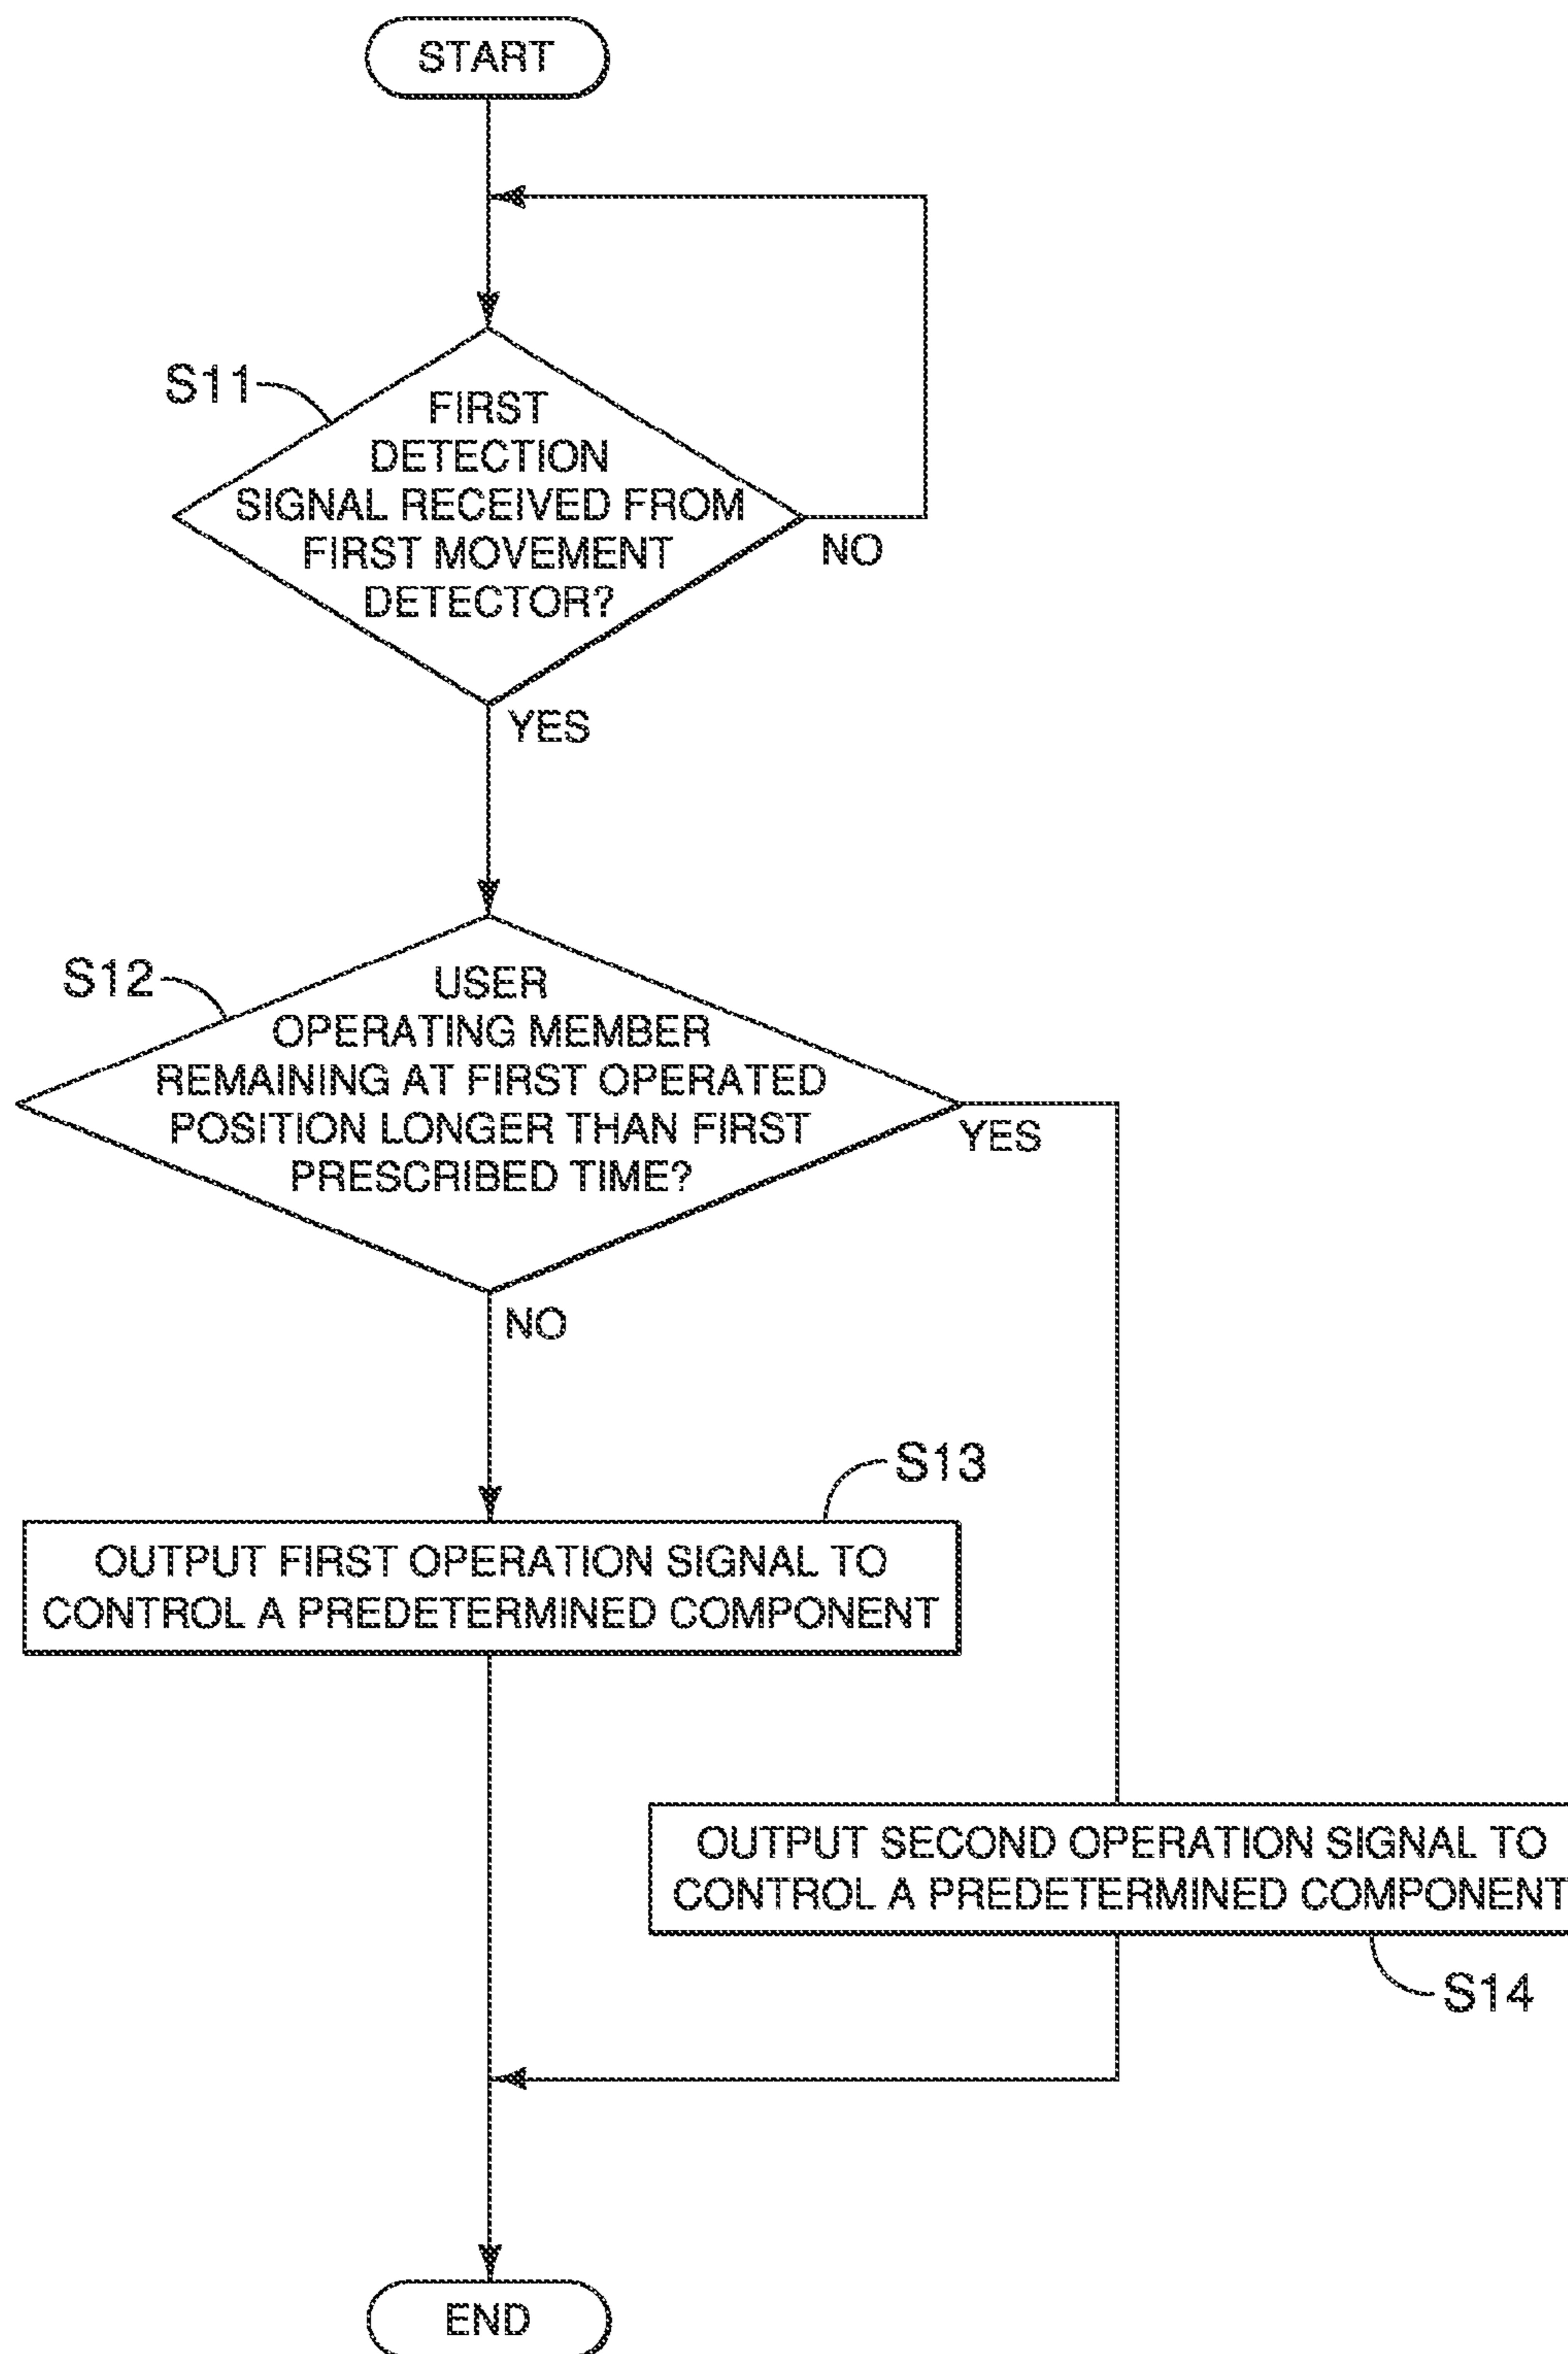 START
S11
FIRST
DETECTION
SIGNAL RECEIVED FROM
FIRST MOVEMENT
DETECTOR?
NO
YES
S12
USER
OPERATING MEMBER
REMAINING AT FIRST OPERATED
POSITION LONGER THAN FIRST
PRESCRIBED TIME?
YES
NO
S13
OUTPUT FIRST OPERATION SIGNAL TO
CONTROL A PREDETERMINED COMPONENT
OUTPUT SECOND OPERATION SIGNAL TO
CONTROL A PREDETERMINED COMPONENT
S14
END